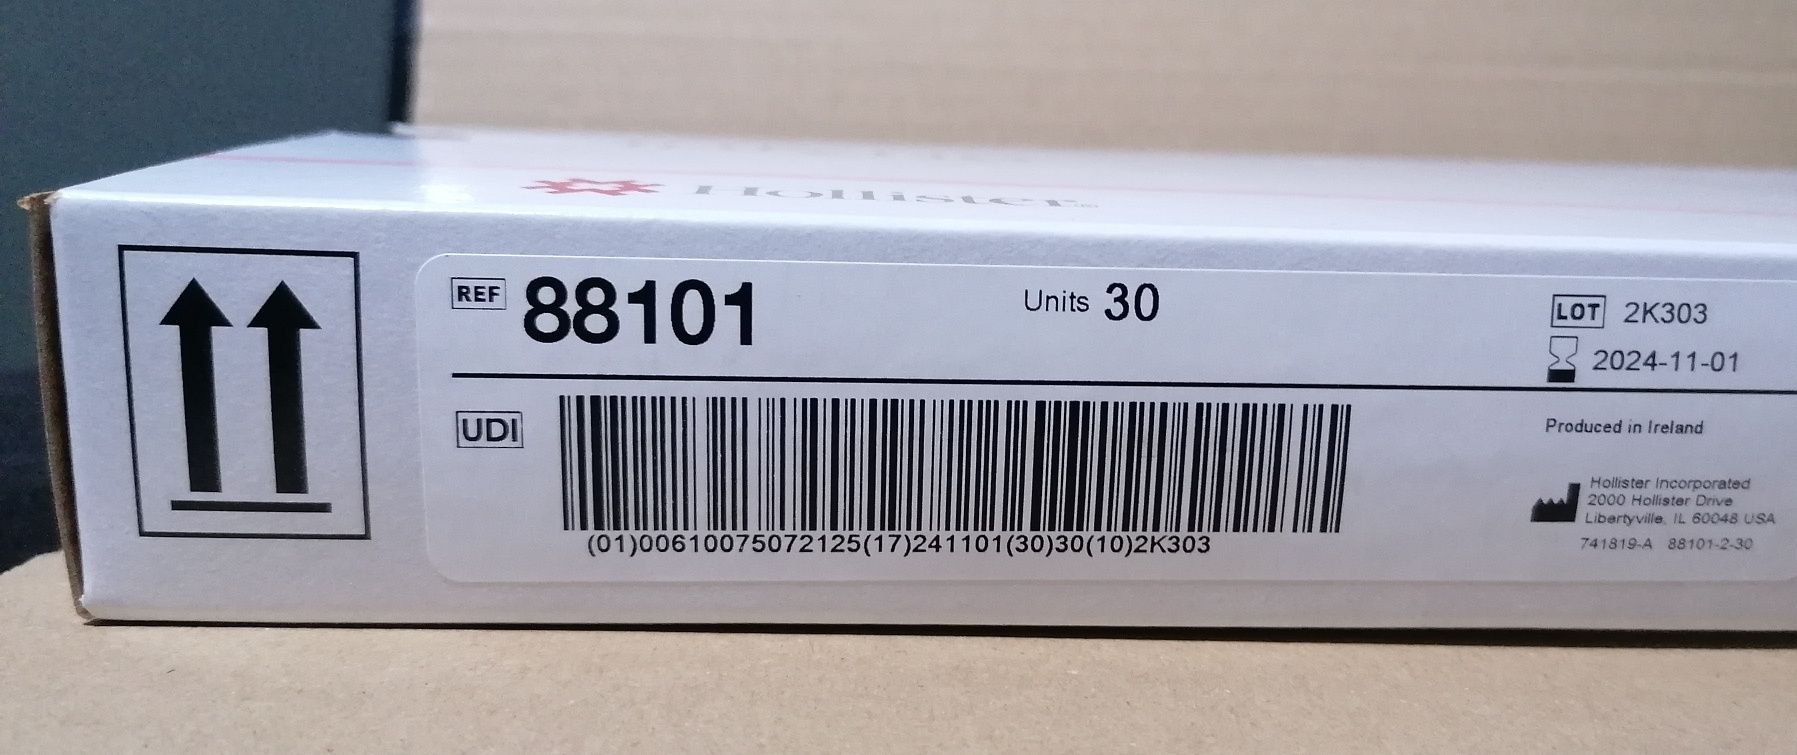 Hollister
REF 88101
Units 30
LOT 2K303
2024-11-01
UDI
(01)00610075072125(17)241101(30)30(10)2K303
Produced in Ireland
Hollister Incorporated
2000 Hollister Drive
Libertyville, IL 60048 USA
741819-A 88101-2-30